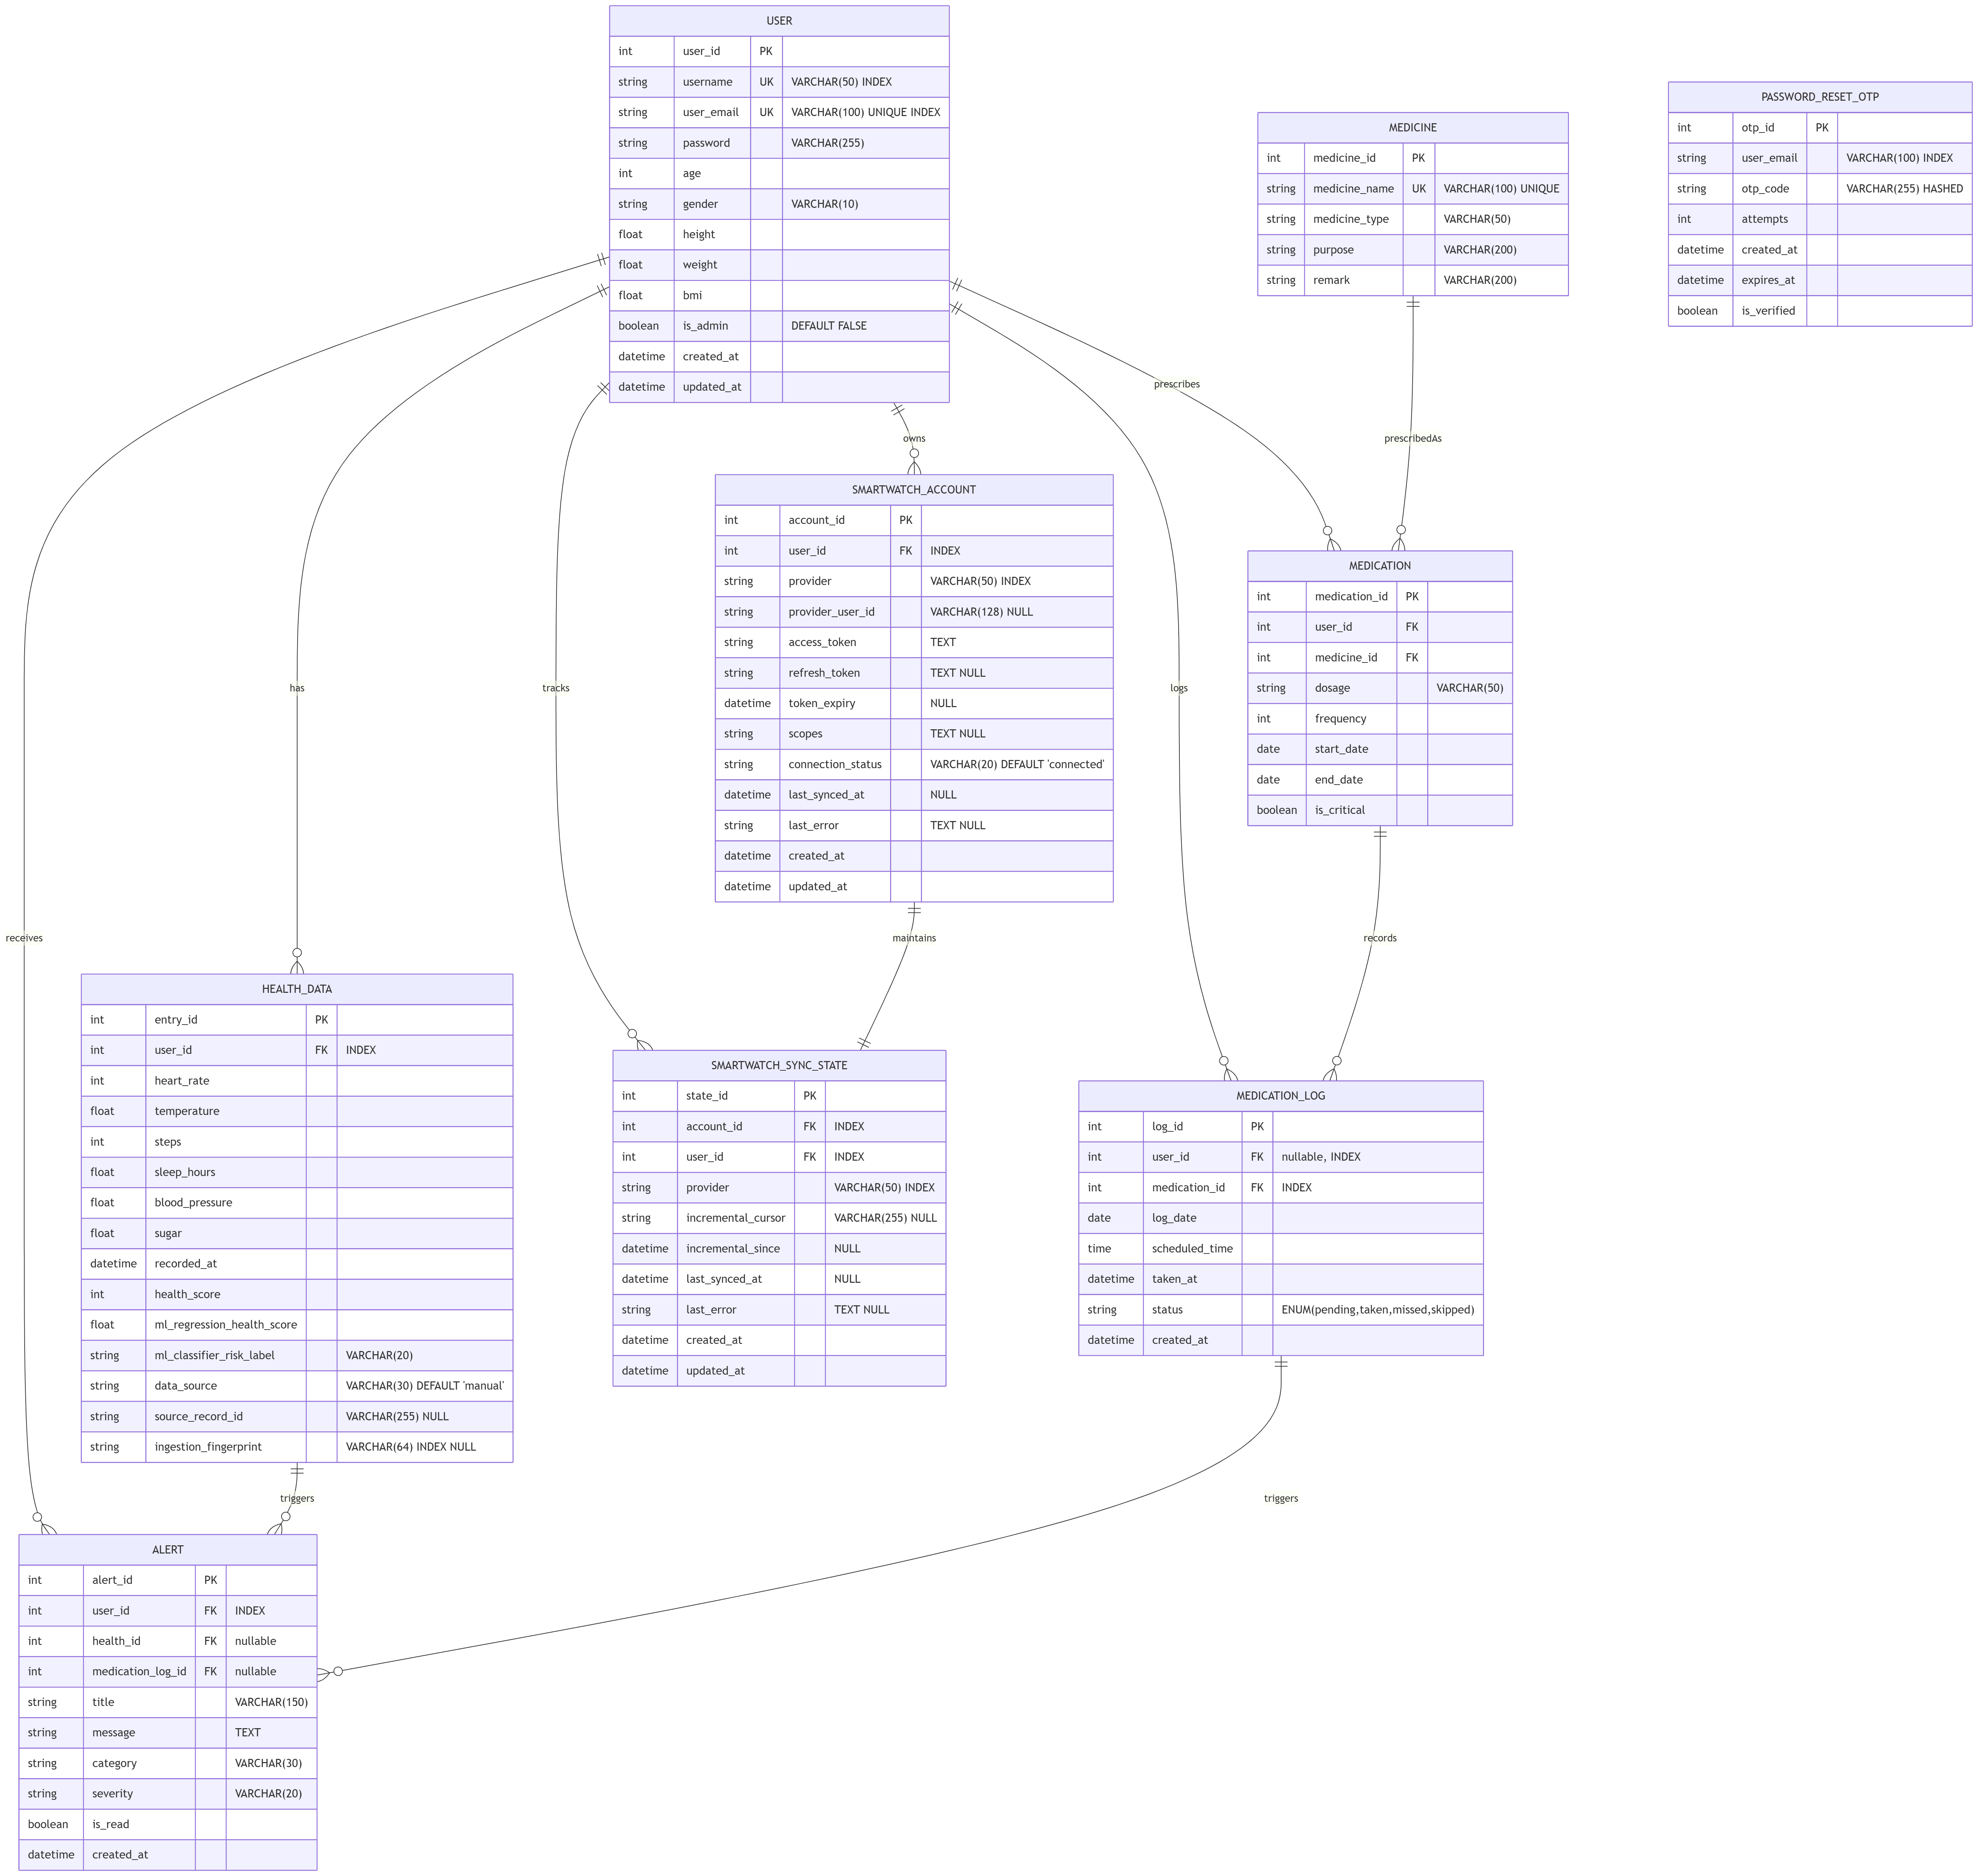 USER
int user_id PK
string username UK VARCHAR(50) INDEX
string user_email UK VARCHAR(100) UNIQUE INDEX
string password VARCHAR(255)
int age
string gender VARCHAR(10)
float height
float weight
float bmi
boolean is_admin DEFAULT FALSE
datetime created_at
datetime updated_at
MEDICINE
int medicine_id PK
string medicine_name UK VARCHAR(100) UNIQUE
string medicine_type VARCHAR(50)
string purpose VARCHAR(200)
string remark VARCHAR(200)
PASSWORD_RESET_OTP
int otp_id PK
string user_email VARCHAR(100) INDEX
string otp_code VARCHAR(255) HASHED
int attempts
datetime created_at
datetime expires_at
boolean is_verified
prescribes
owns
prescribedAs
SMARTWATCH_ACCOUNT
int account_id PK
int user_id FK INDEX
string provider VARCHAR(50) INDEX
string provider_user_id VARCHAR(128) NULL
string access_token TEXT
string refresh_token TEXT NULL
datetime token_expiry NULL
string scopes TEXT NULL
string connection_status VARCHAR(20) DEFAULT 'connected'
datetime last_synced_at NULL
string last_error TEXT NULL
datetime created_at
datetime updated_at
MEDICATION
int medication_id PK
int user_id FK
int medicine_id FK
string dosage VARCHAR(50)
int frequency
date start_date
date end_date
boolean is_critical
has
tracks
logs
receives
maintains
records
HEALTH_DATA
int entry_id PK
int user_id FK INDEX
int heart_rate
float temperature
int steps
float sleep_hours
float blood_pressure
float sugar
datetime recorded_at
int health_score
float ml_regression_health_score
string ml_classifier_risk_label VARCHAR(20)
string data_source VARCHAR(30) DEFAULT 'manual'
string source_record_id VARCHAR(255) NULL
string ingestion_fingerprint VARCHAR(64) INDEX NULL
SMARTWATCH_SYNC_STATE
int state_id PK
int account_id FK INDEX
int user_id FK INDEX
string provider VARCHAR(50) INDEX
string incremental_cursor VARCHAR(255) NULL
datetime incremental_since NULL
datetime last_synced_at NULL
string last_error TEXT NULL
datetime created_at
datetime updated_at
MEDICATION_LOG
int log_id PK
int user_id FK nullable, INDEX
int medication_id FK INDEX
date log_date
time scheduled_time
datetime taken_at
string status ENUM(pending,taken,missed,skipped)
datetime created_at
triggers
triggers
ALERT
int alert_id PK
int user_id FK INDEX
int health_id FK nullable
int medication_log_id FK nullable
string title VARCHAR(150)
string message TEXT
string category VARCHAR(30)
string severity VARCHAR(20)
boolean is_read
datetime created_at